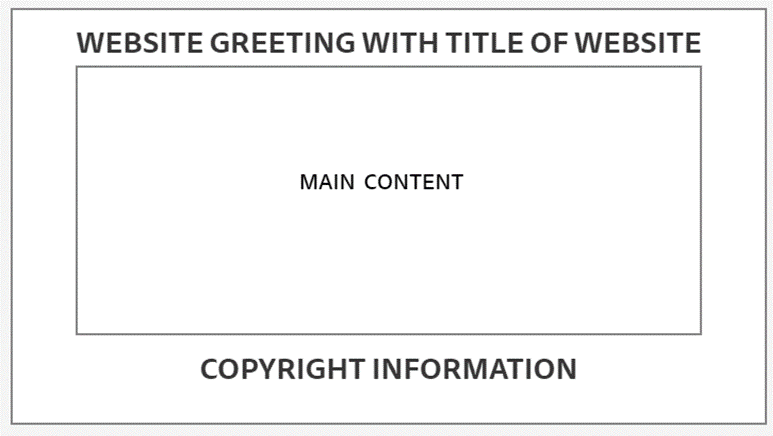 WEBSITE GREETING WITH TITLE OF WEBSITE
MAIN CONTENT
COPYRIGHT INFORMATION